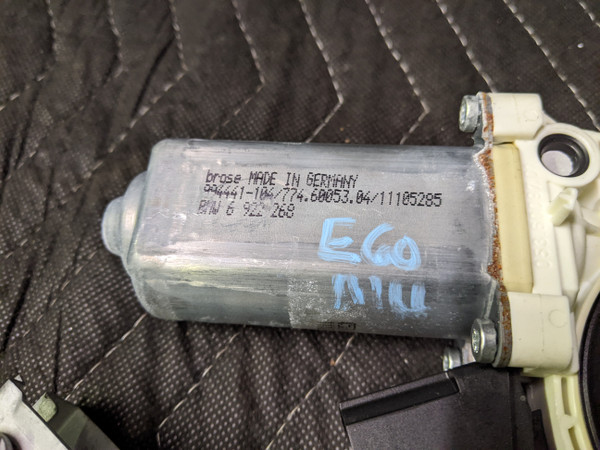 brose MADE IN GERMANY
994441-104/774.60053.04/11105285
BMW 6 922 268
E60